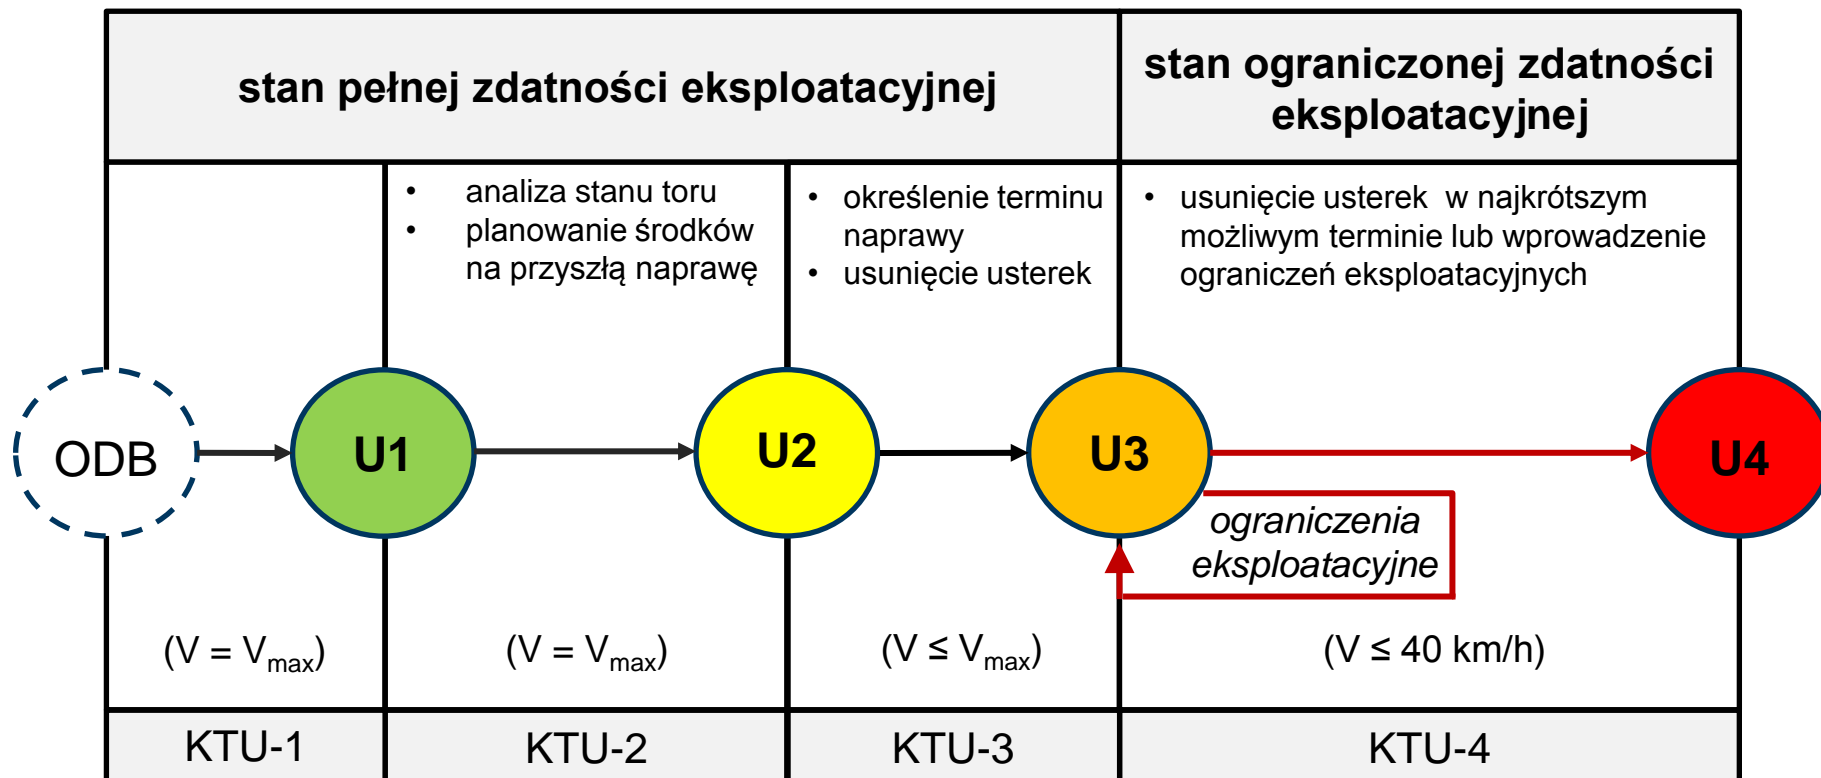 stan pełnej zdatności eksploatacyjnej
stan ograniczonej zdatności
eksploatacyjnej
• analiza stanu toru
• planowanie środków
na przyszłą naprawę
• określenie terminu
naprawy
• usunięcie usterek
• usunięcie usterek w najkrótszym
możliwym terminie lub wprowadzenie
ograniczeń eksploatacyjnych
ODB
U1
U2
U3
U4
ograniczenia
eksploatacyjne
(V = Vmax)
(V = Vmax)
(V ≤ Vmax)
(V ≤ 40 km/h)
KTU-1
KTU-2
KTU-3
KTU-4